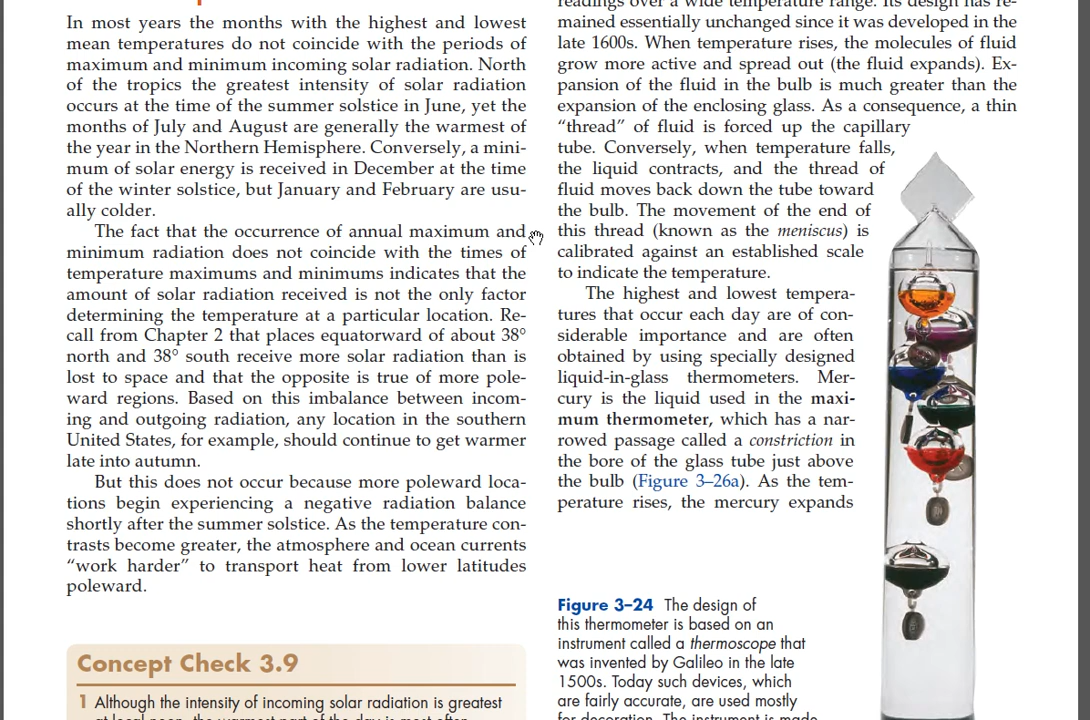 In most years the months with the highest and lowest
mean temperatures do not coincide with the periods of
maximum and minimum incoming solar radiation. North
of the tropics the greatest intensity of solar radiation
occurs at the time of the summer solstice in June, yet the
months of July and August are generally the warmest of
the year in the Northern Hemisphere. Conversely, a mini-
mum of solar energy is received in December at the time
of the winter solstice, but January and February are usu-
ally colder.
The fact that the occurrence of annual maximum and
minimum radiation does not coincide with the times of
temperature maximums and minimums indicates that the
amount of solar radiation received is not the only factor
determining the temperature at a particular location. Re-
call from Chapter 2 that places equatorward of about 38°
north and 38° south receive more solar radiation than is
lost to space and that the opposite is true of more pole-
ward regions. Based on this imbalance between incom-
ing and outgoing radiation, any location in the southern
United States, for example, should continue to get warmer
late into autumn.
But this does not occur because more poleward loca-
tions begin experiencing a negative radiation balance
shortly after the summer solstice. As the temperature con-
trasts become greater, the atmosphere and ocean currents
“work harder” to transport heat from lower latitudes
poleward.
Concept Check 3.9
1 Although the intensity of incoming solar radiation is greatest
at local noon, the warmest part of the day is most often
readings over a wide temperature range. Its design has re-
mained essentially unchanged since it was developed in the
late 1600s. When temperature rises, the molecules of fluid
grow more active and spread out (the fluid expands). Ex-
pansion of the fluid in the bulb is much greater than the
expansion of the enclosing glass. As a consequence, a thin
“thread” of fluid is forced up the capillary
tube. Conversely, when temperature falls,
the liquid contracts, and the thread of
fluid moves back down the tube toward
the bulb. The movement of the end of
this thread (known as the meniscus) is
calibrated against an established scale
to indicate the temperature.
The highest and lowest tempera-
tures that occur each day are of con-
siderable importance and are often
obtained by using specially designed
liquid-in-glass thermometers. Mer-
cury is the liquid used in the maxi-
mum thermometer, which has a nar-
rowed passage called a constriction in
the bore of the glass tube just above
the bulb (Figure 3–26a). As the tem-
perature rises, the mercury expands
Figure 3–24 The design of
this thermometer is based on an
instrument called a thermoscope that
was invented by Galileo in the late
1500s. Today such devices, which
are fairly accurate, are used mostly
for decoration. The instrument is made